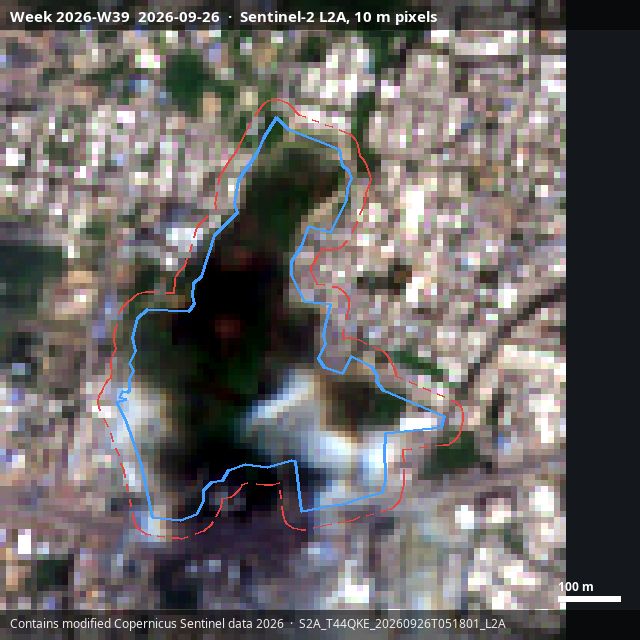 Week 2026-W39  2026-09-26  ·  Sentinel-2 L2A, 10 m pixels
100 m
Contains modified Copernicus Sentinel data 2026  ·  S2A_T44QKE_20260926T051801_L2A